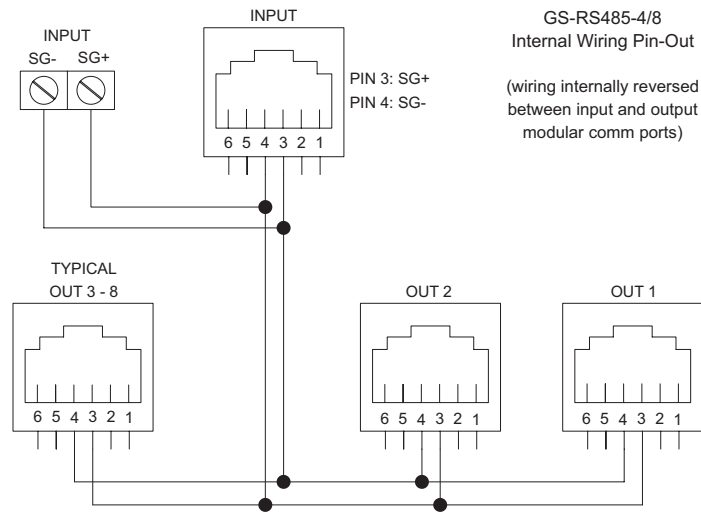 INPUT
GS-RS485-4/8
Internal Wiring Pin-Out
(wiring internally reversed
between input and output
modular comm ports)
INPUT
SG- SG+
PIN 3: SG+
PIN 4: SG-
6 5 4 3 2 1
TYPICAL
OUT 3 - 8
6 5 4 3 2 1
OUT 2
6 5 4 3 2 1
OUT 1
6 5 4 3 2 1